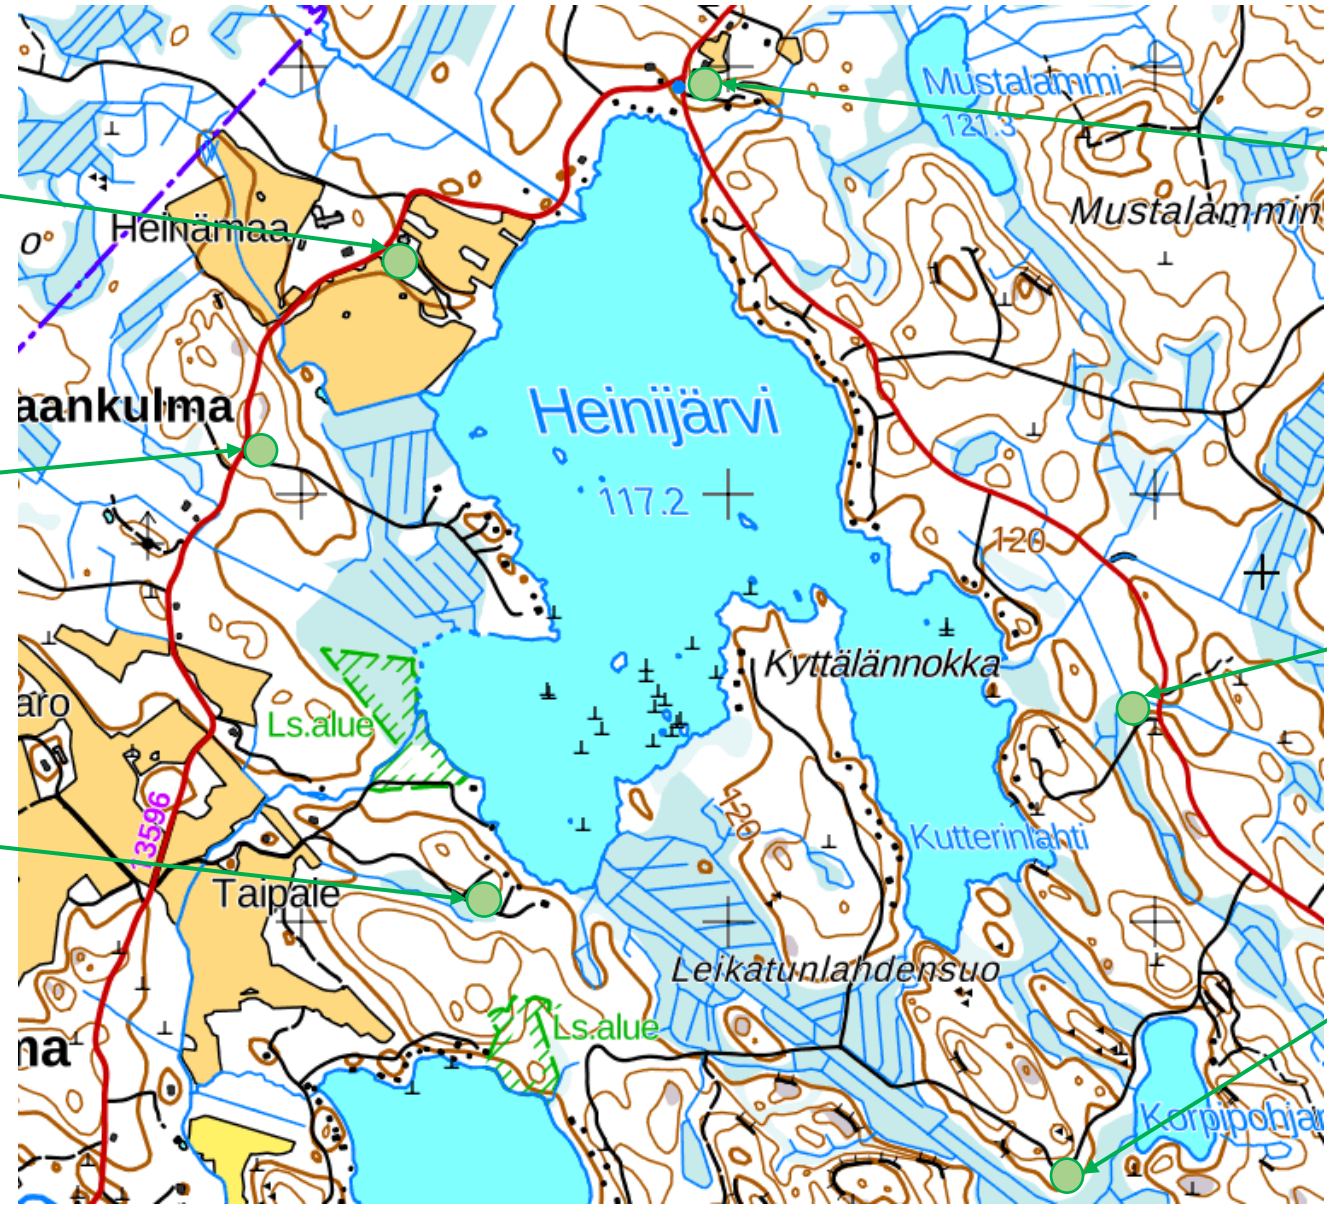 Mustalammi
121.3
Mustalammin
Heinämaa
o
aankulma
Heinijärvi
117.2
120
Kyttälännokka
aro
Ls.alue
120
13596
Kutterinlahti
Taipale
Leikatunlahdensuo
Ls.alue
na
Korpipohjan